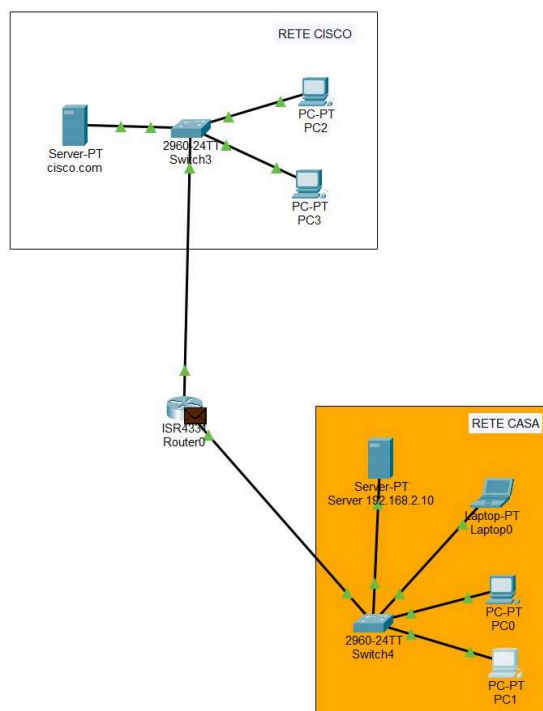 RETE CISCO
PC-PT
PC2
Server-PT
cisco.com
2960-24TT
Switch3
PC-PT
PC3
ISR4331
Router0
RETE CASA
Server-PT
Server 192.168.2.10
Laptop-PT
Laptop0
PC-PT
PC0
2960-24TT
Switch4
PC-PT
PC1